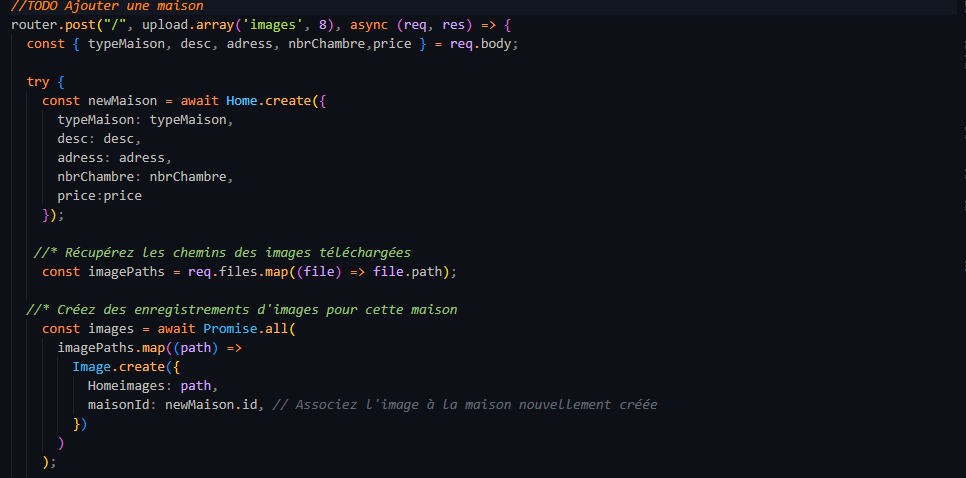 //TODO Ajouter une maison
router.post("/", upload.array('images', 8), async (req, res) => {
  const { typeMaison, desc, adress, nbrChambre,price } = req.body;
  try {
    const newMaison = await Home.create({
      typeMaison: typeMaison,
      desc: desc,
      adress: adress,
      nbrChambre: nbrChambre,
      price:price
    });
   //* Récupérez les chemins des images téléchargées
    const imagePaths = req.files.map((file) => file.path);
  //* Créez des enregistrements d'images pour cette maison
    const images = await Promise.all(
      imagePaths.map((path) =>
        Image.create({
          Homeimages: path,
          maisonId: newMaison.id, // Associez l'image à la maison nouvellement créée
        })
      )
    );